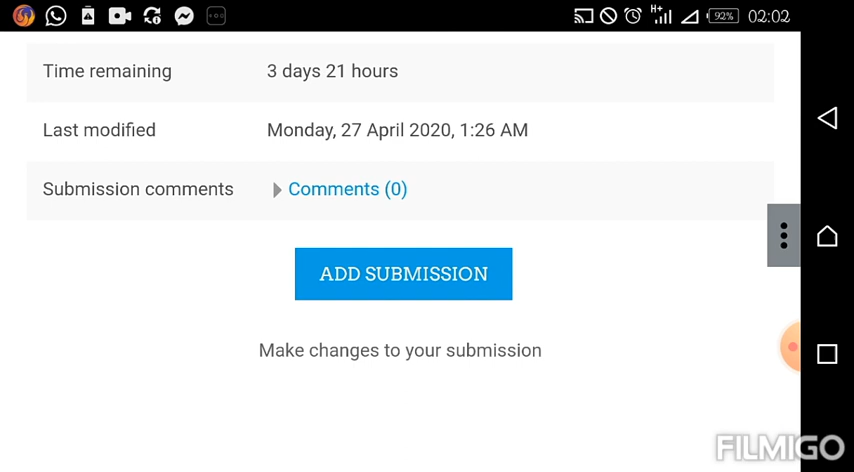 H+ 92% 02:02
Time remaining 3 days 21 hours
Last modified Monday, 27 April 2020, 1:26 AM
Submission comments Comments (0)
ADD SUBMISSION
Make changes to your submission
FILMIGO